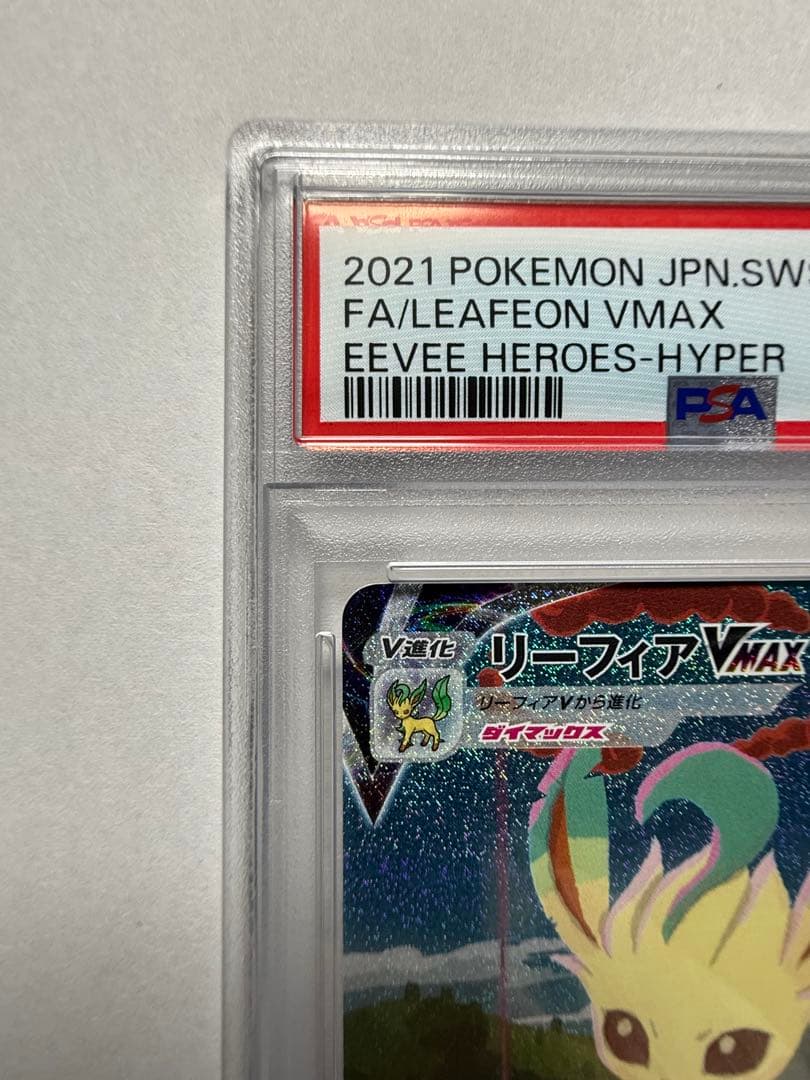 2021 POKEMON JPN.SWS
FA/LEAFEON VMAX
EEVEE HEROES-HYPER
PSA
V進化
リーフィアVMAX
リーフィアVから進化
ダイマックス